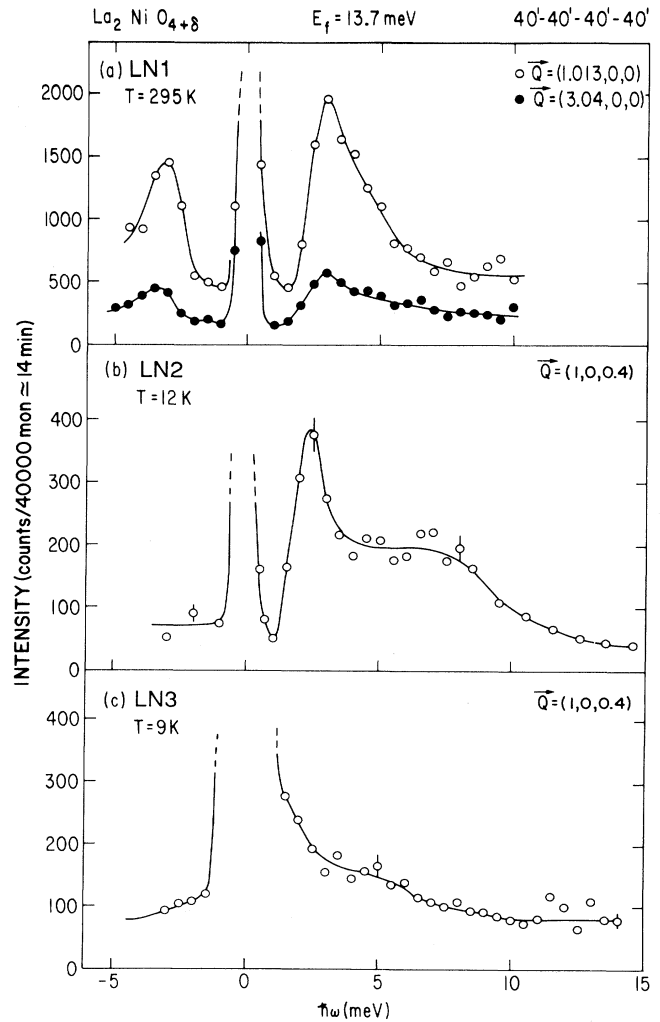 La₂ Ni O₄₊δ E_f = 13.7 meV 40'-40'-40'-40'
(a) LN1
T = 295 K
○ Q⃗=(1.013,0,0)
● Q⃗=(3.04,0,0)
2000
1500
1000
500
0
(b) LN2
T = 12 K
Q⃗=(1,0,0.4)
400
300
200
100
0
(c) LN3
T = 9K
Q⃗=(1,0,0.4)
400
300
200
100
0
-5 0 5 10 15
ħω (meV)
INTENSITY (counts/40000 mon ≃ 14 min)